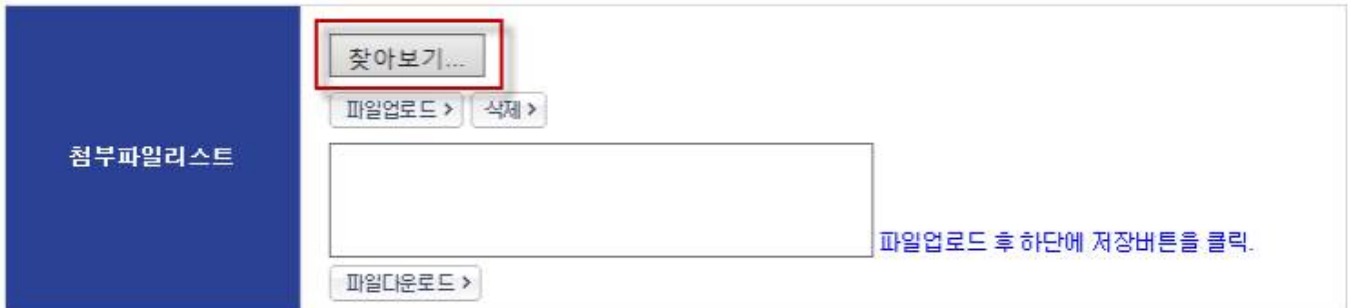 찾아보기...
파일업로드 >
삭제 >
첨부파일리스트
파일업로드 후 하단에 저장버튼을 클릭.
파일다운로드 >